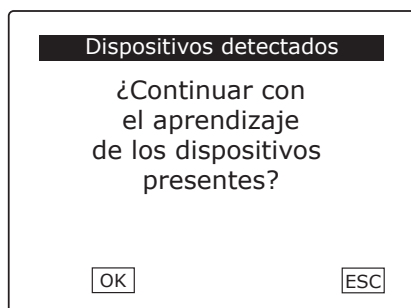 Dispositivos detectados
¿Continuar con
el aprendizaje
de los dispositivos
presentes?
OK ESC